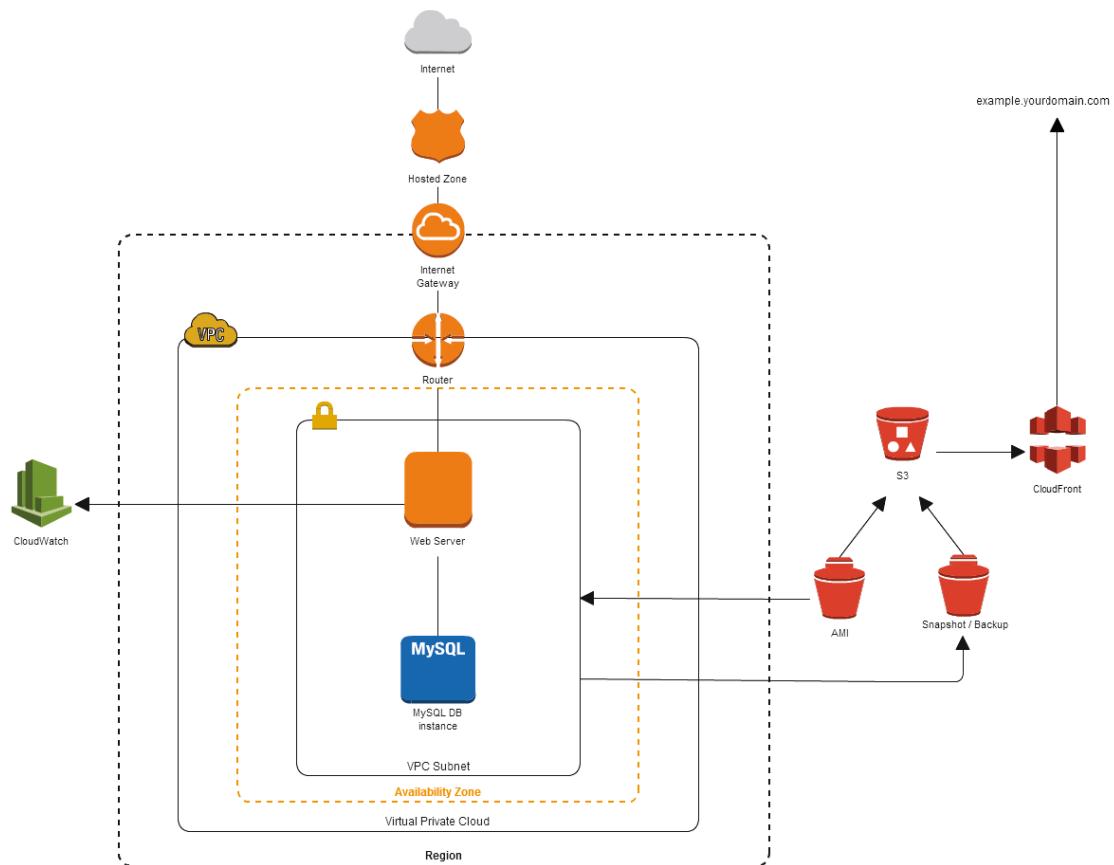 Internet
example.yourdomain.com
Hosted Zone
Internet
Gateway
VPC
Router
S3
CloudFront
Web Server
CloudWatch
AMI
Snapshot / Backup
MySQL
MySQL DB
instance
VPC Subnet
Availability Zone
Virtual Private Cloud
Region